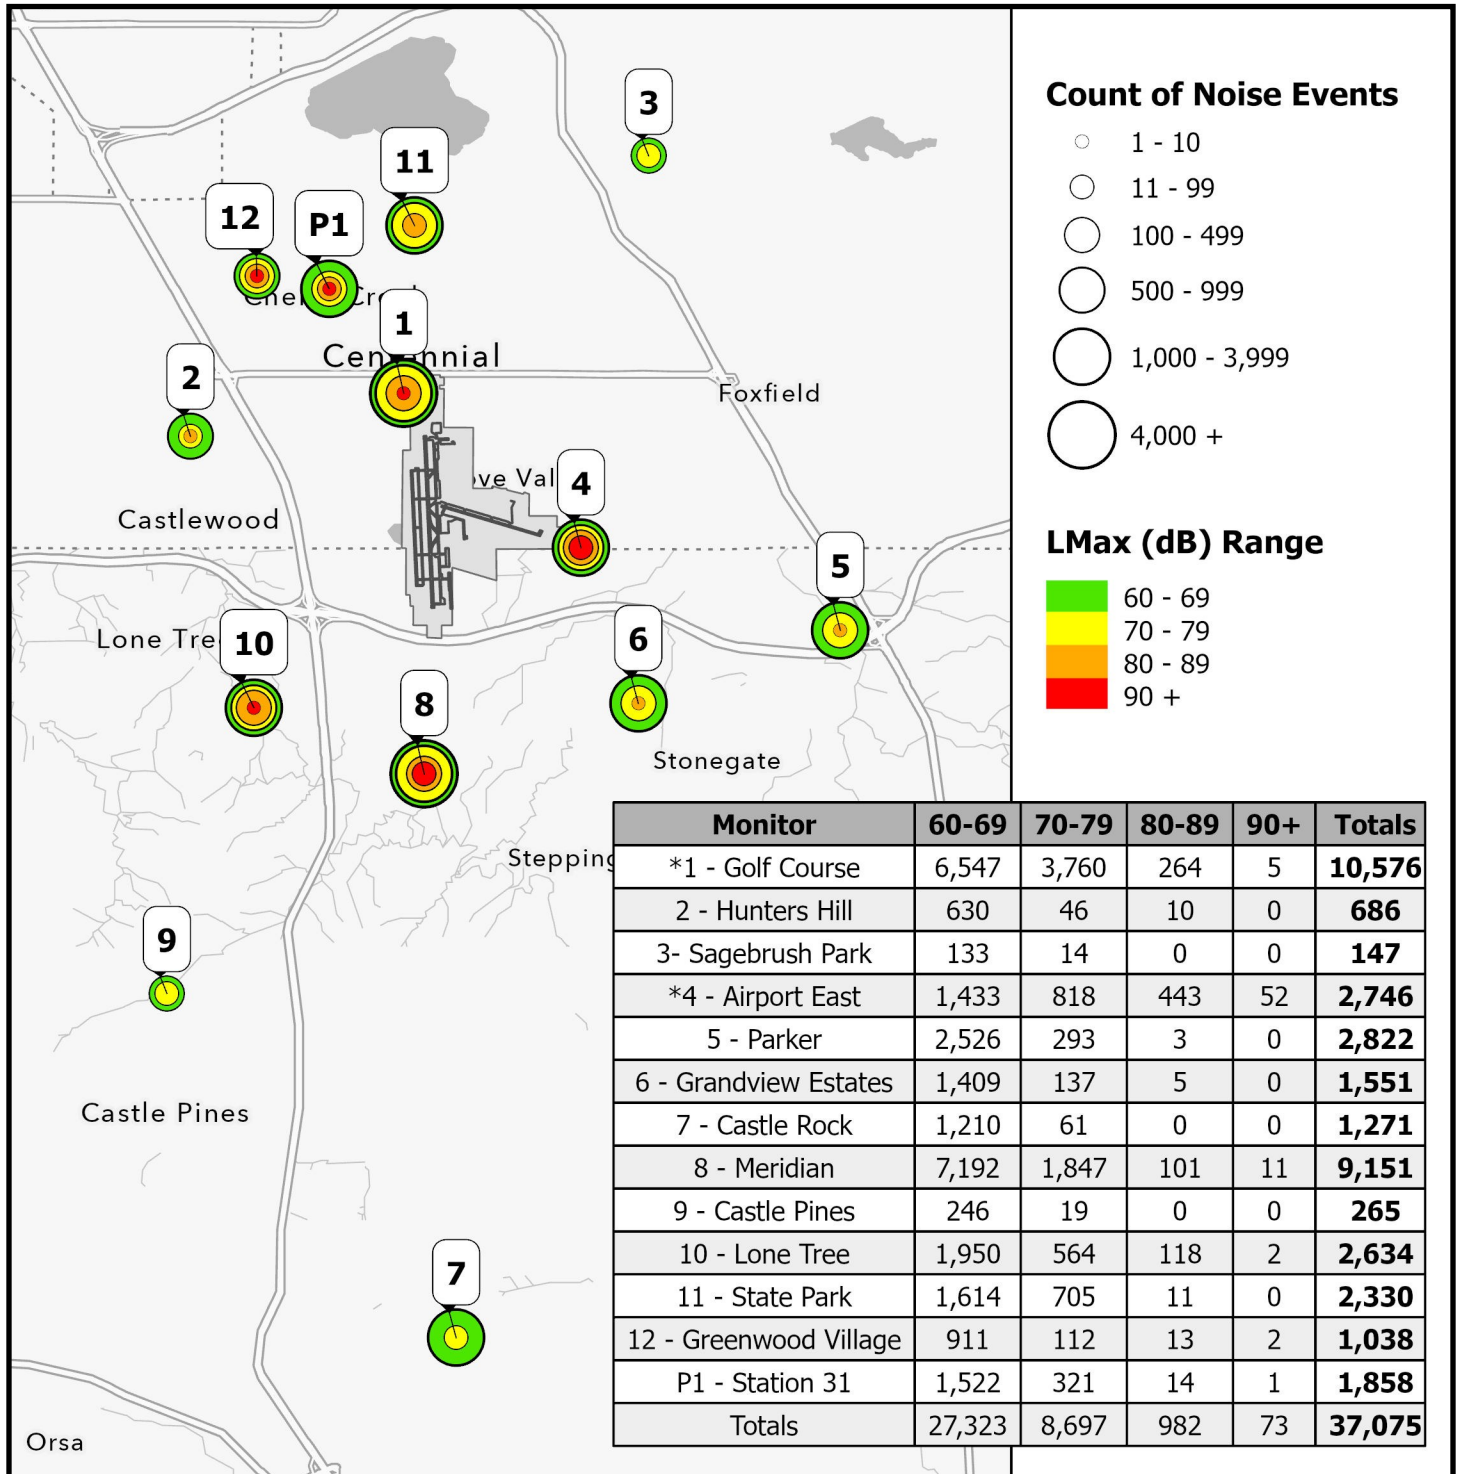 3
11
12
P1
1
Centennial
2
Foxfield
4
Castlewood
5
Lone Tre
10
6
8
Stonegate
Stepping
9
Castle Pines
7
Orsa
Count of Noise Events
1 - 10
11 - 99
100 - 499
500 - 999
1,000 - 3,999
4,000 +
LMax (dB) Range
60 - 69
70 - 79
80 - 89
90 +
Monitor 60-69 70-79 80-89 90+ Totals
*1 - Golf Course 6,547 3,760 264 5 10,576
2 - Hunters Hill 630 46 10 0 686
3- Sagebrush Park 133 14 0 0 147
*4 - Airport East 1,433 818 443 52 2,746
5 - Parker 2,526 293 3 0 2,822
6 - Grandview Estates 1,409 137 5 0 1,551
7 - Castle Rock 1,210 61 0 0 1,271
8 - Meridian 7,192 1,847 101 11 9,151
9 - Castle Pines 246 19 0 0 265
10 - Lone Tree 1,950 564 118 2 2,634
11 - State Park 1,614 705 11 0 2,330
12 - Greenwood Village 911 112 13 2 1,038
P1 - Station 31 1,522 321 14 1 1,858
Totals 27,323 8,697 982 73 37,075